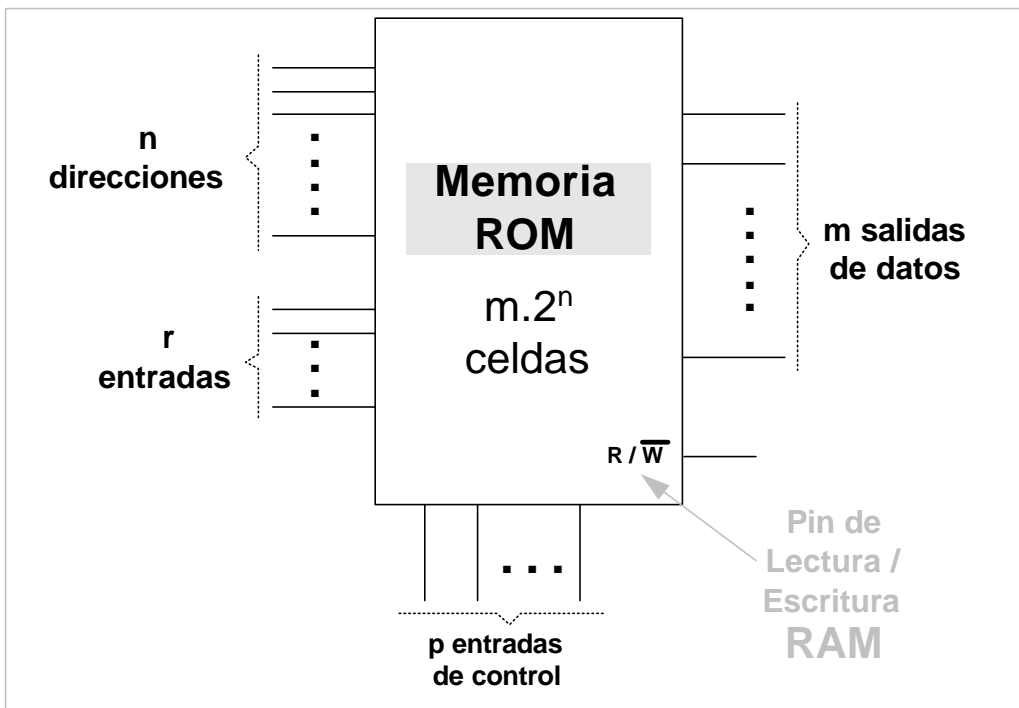 n
direcciones
r
entradas
Memoria
ROM
m.2ⁿ
celdas
R / W̅
m salidas
de datos
Pin de
Lectura /
Escritura
RAM
p entradas
de control